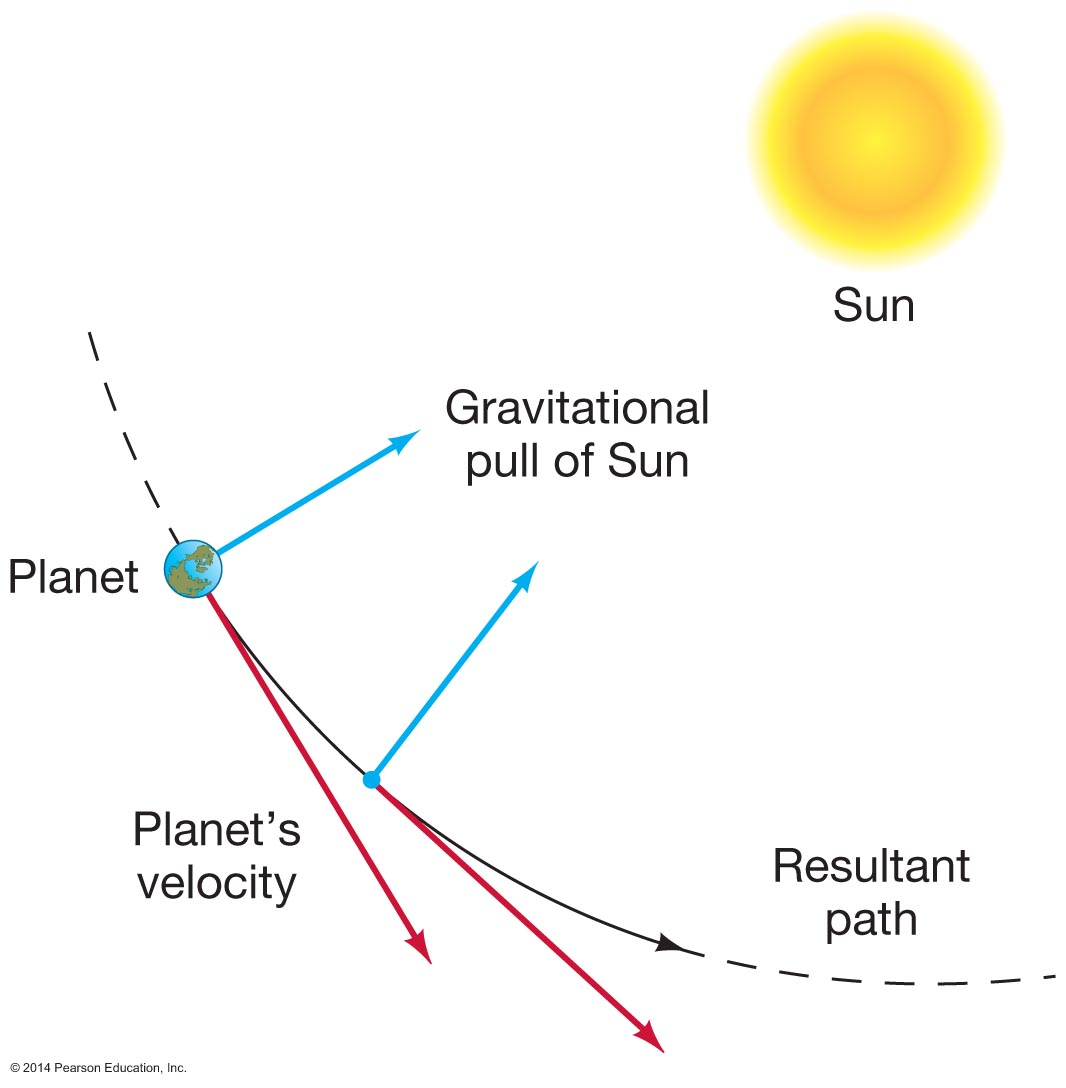 Sun
Gravitational
pull of Sun
Planet
Planet’s
velocity
Resultant
path
© 2014 Pearson Education, Inc.